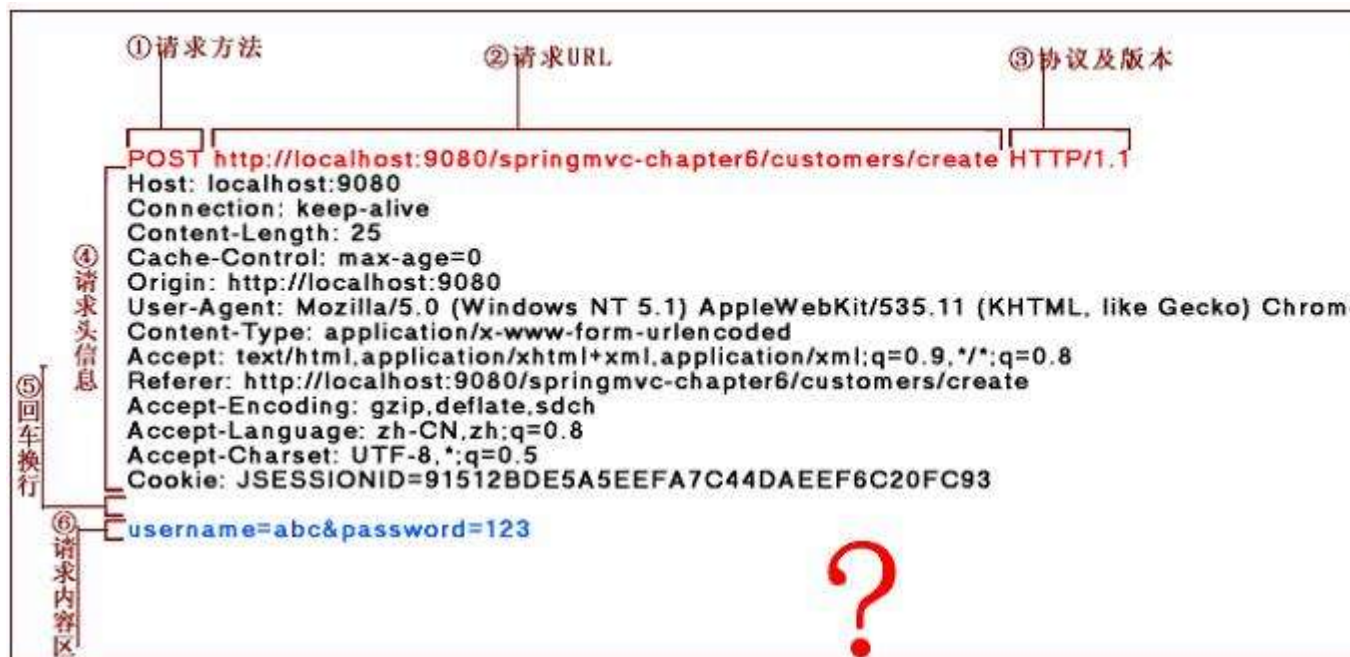 ①请求方法
②请求URL
③协议及版本
POST http://localhost:9080/springmvc-chapter6/customers/create HTTP/1.1
④请求头信息
Host: localhost:9080
Connection: keep-alive
Content-Length: 25
Cache-Control: max-age=0
Origin: http://localhost:9080
User-Agent: Mozilla/5.0 (Windows NT 5.1) AppleWebKit/535.11 (KHTML, like Gecko) Chrom
Content-Type: application/x-www-form-urlencoded
Accept: text/html,application/xhtml+xml,application/xml;q=0.9,*/*;q=0.8
Referer: http://localhost:9080/springmvc-chapter6/customers/create
Accept-Encoding: gzip,deflate,sdch
Accept-Language: zh-CN,zh;q=0.8
Accept-Charset: UTF-8,*;q=0.5
Cookie: JSESSIONID=91512BDE5A5EEFA7C44DAEEF6C20FC93
⑤回车换行
⑥请求内容区
username=abc&password=123
?